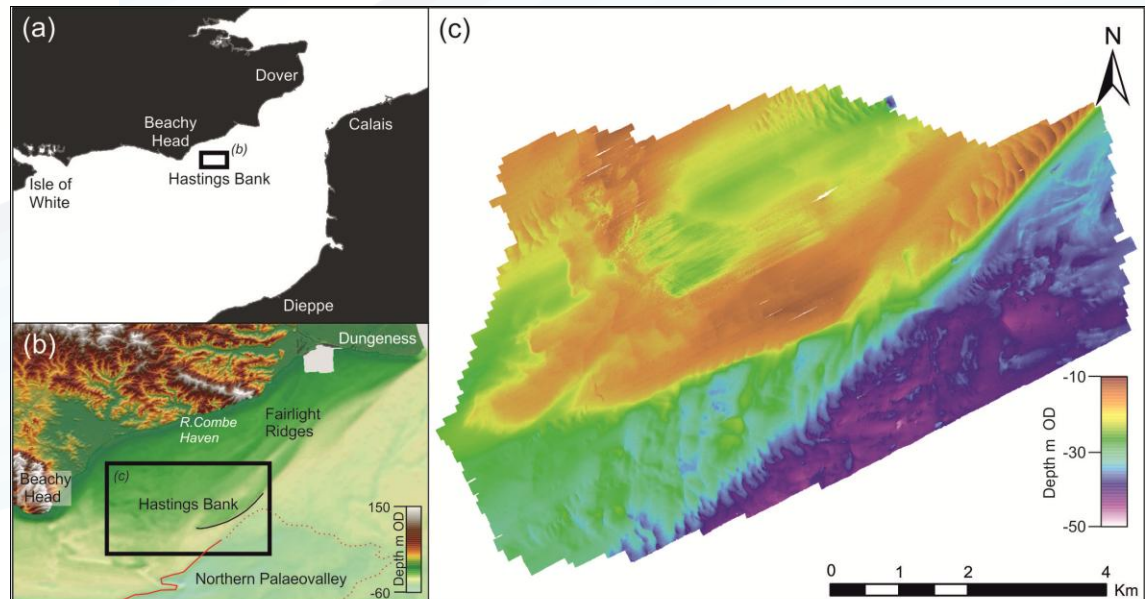 (a)
Dover
Calais
Beachy
Head
(b)
Hastings Bank
Isle of
White
Dieppe
(b)
Dungeness
Fairlight
Ridges
R.Combe
Haven
Beachy
Head
(c)
Hastings Bank
Northern Palaeovalley
150
Depth m OD
-60
(c)
N
-10
-30
-50
Depth m OD
0 1 2 4
Km